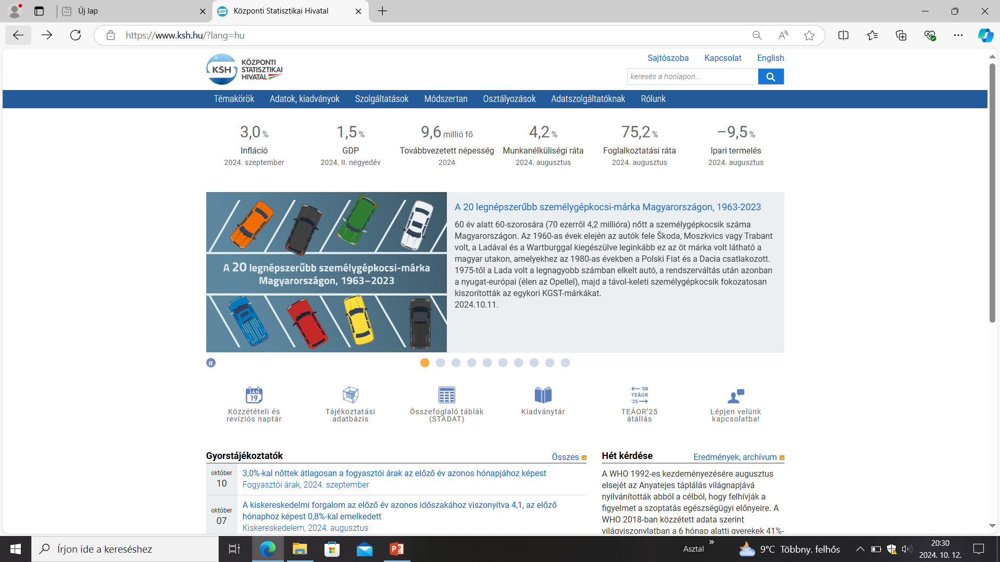 Új lap
Központi Statisztikai Hivatal
https://www.ksh.hu/?lang=hu
KSH
KÖZPONTI
STATISZTIKAI
HIVATAL
Sajtószoba Kapcsolat English
keresés a honlapon...
Témakörök Adatok, kiadványok Szolgáltatások Módszertan Osztályozások Adatszolgáltatóknak Rólunk
3,0 % 1,5 % 9,6 millió fő 4,2 % 75,2 % −9,5 %
Infláció GDP Továbbvezetett népesség Munkanélküliségi ráta Foglalkoztatási ráta Ipari termelés
2024. szeptember 2024. II. negyedév 2024 2024. augusztus 2024. augusztus 2024. augusztus
A 20 legnépszerűbb személygépkocsi-márka
Magyarországon, 1963–2023
A 20 legnépszerűbb személygépkocsi-márka Magyarországon, 1963-2023
60 év alatt 60-szorosára (70 ezerről 4,2 millióra) nőtt a személygépkocsik száma
Magyarországon. Az 1960-as évek elején az autók fele Škoda, Moszkvics vagy Trabant
volt, a Ladával és a Wartburggal kiegészülve leginkább ez az öt márka volt látható a
magyar utakon, amelyekhez az 1980-as években a Polski Fiat és a Dacia csatlakozott.
1975-től a Lada volt a legnagyobb számban elkelt autó, a rendszerváltás után azonban
a nyugat-európai (élen az Opellel), majd a távol-keleti személygépkocsik fokozatosan
kiszorították az egykori KGST-márkákat.
2024.10.11.
JAN
19
Közzétételi és
revíziós naptár
Tájékoztatási
adatbázis
Összefoglaló táblák
(STADAT)
Kiadványtár
'08
TEÁOR
'25
TEÁOR'25
átállás
Lépjen velünk
kapcsolatba!
Gyorstájékoztatók Összes
október
10
3,0%-kal nőttek átlagosan a fogyasztói árak az előző év azonos hónapjához képest
Fogyasztói árak, 2024. szeptember
október
07
A kiskereskedelmi forgalom az előző év azonos időszakához viszonyítva 4,1, az előző
hónaphoz képest 0,8%-kal emelkedett
Kiskereskedelem, 2024. augusztus
Hét kérdése Eredmények, archívum
A WHO 1992-es kezdeményezésére augusztus
elsejét az Anyatejes táplálás világnapjává
nyilvánították abból a célból, hogy felhívják a
figyelmet a szoptatás egészségügyi előnyeire. A
WHO 2018-ban közzétett adata szerint
világviszonylatban a 6 hónap alatti gyerekek 41%-
Írjon ide a kereséshez
Asztal
9°C Többny. felhős
20:30
2024. 10. 12.